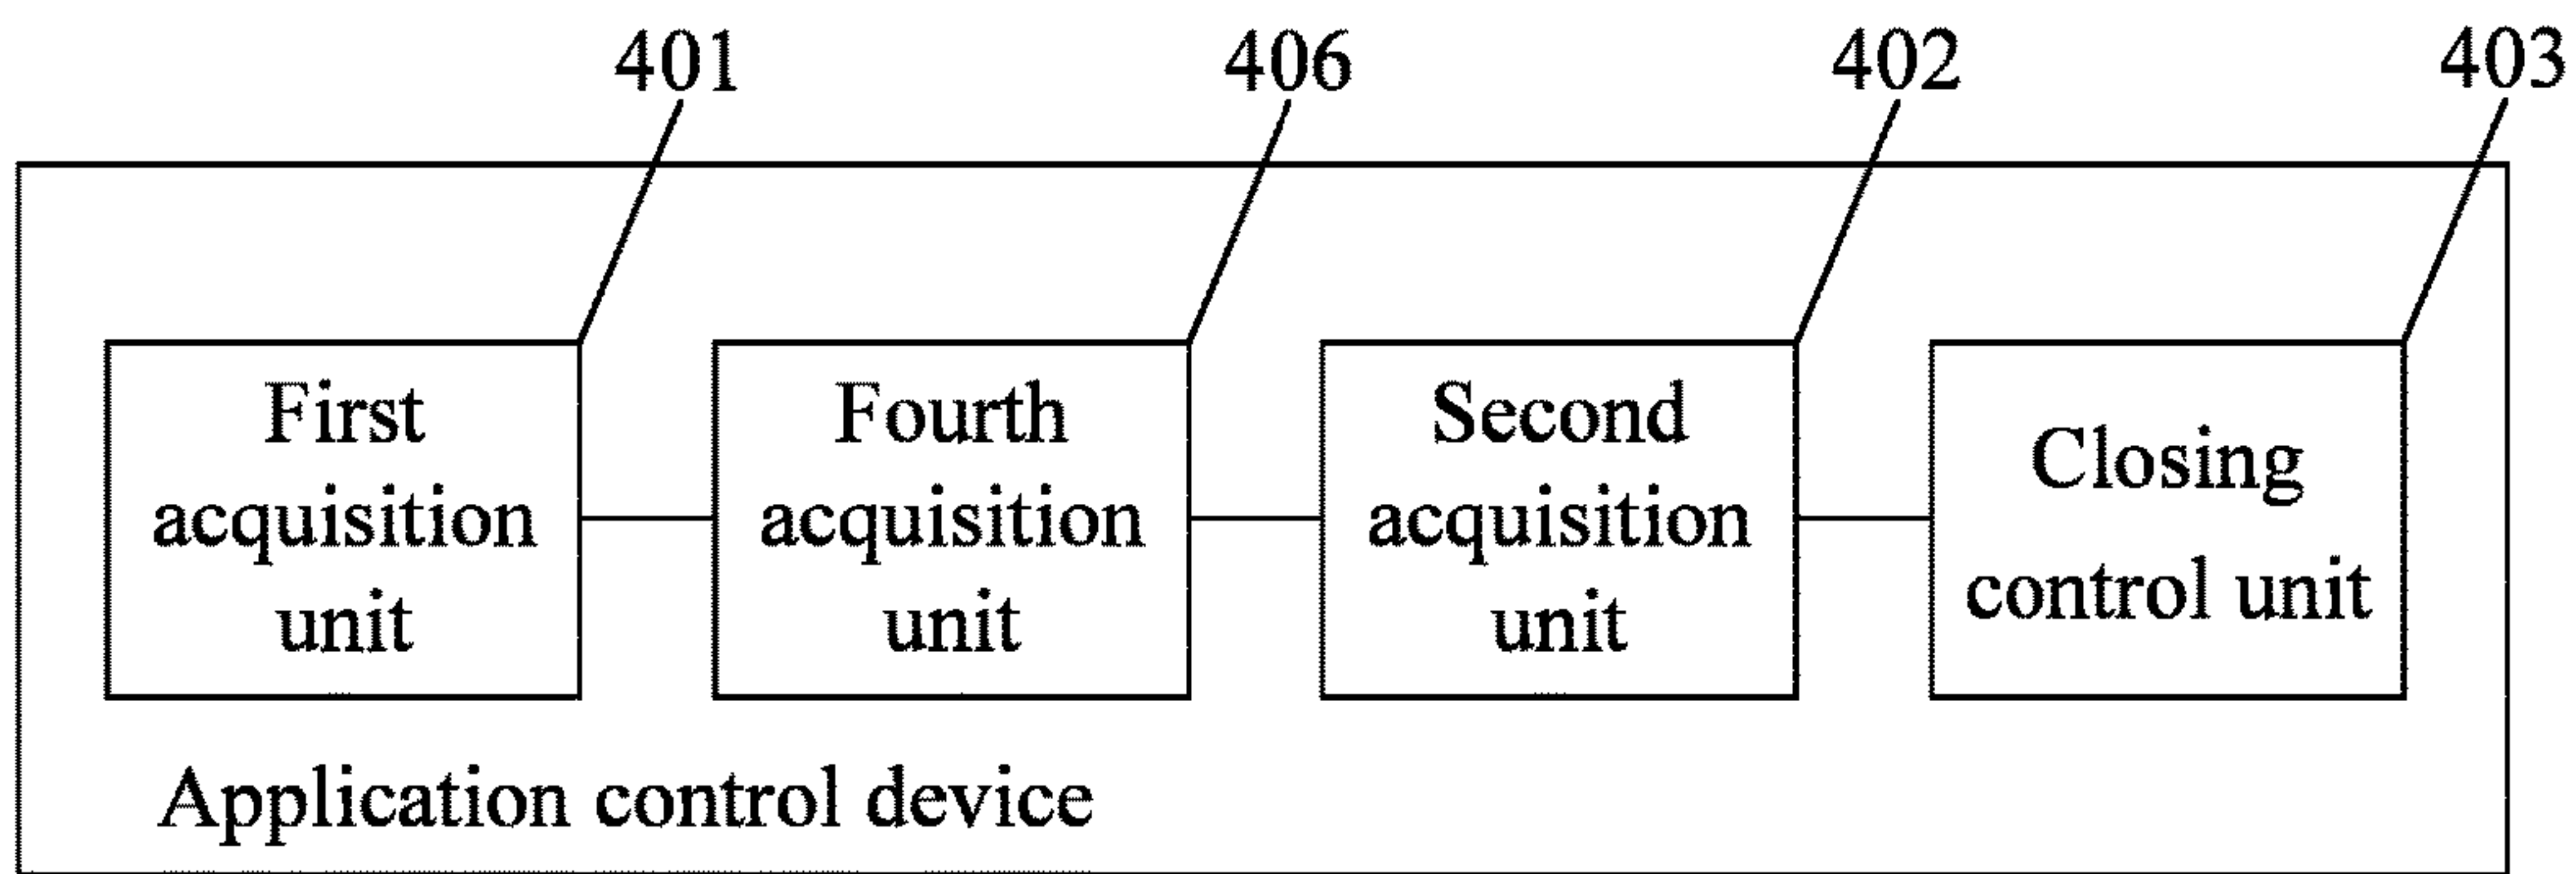 401
406
402
403
First
acquisition
unit
Fourth
acquisition
unit
Second
acquisition
unit
Closing
control unit
Application control device